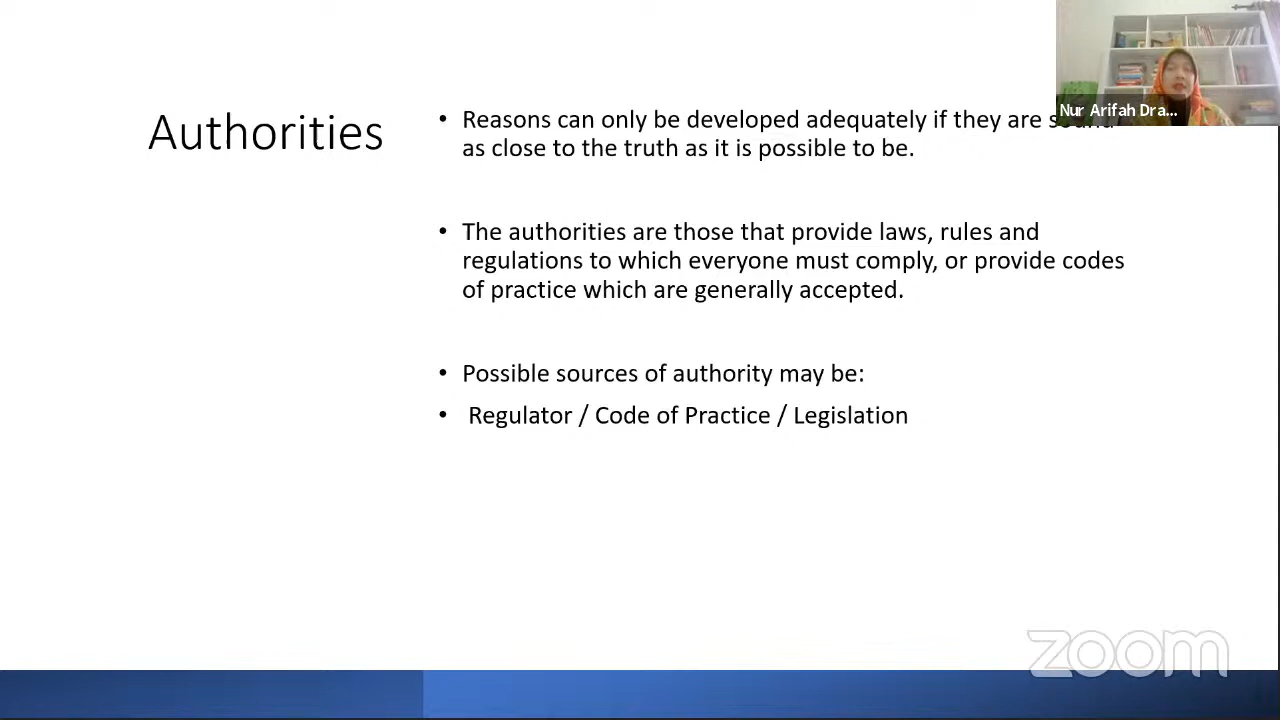 Authorities
• Reasons can only be developed adequately if they are
as close to the truth as it is possible to be.
• The authorities are those that provide laws, rules and
regulations to which everyone must comply, or provide codes
of practice which are generally accepted.
• Possible sources of authority may be:
• Regulator / Code of Practice / Legislation
Nur Arifah Dra...
zoom